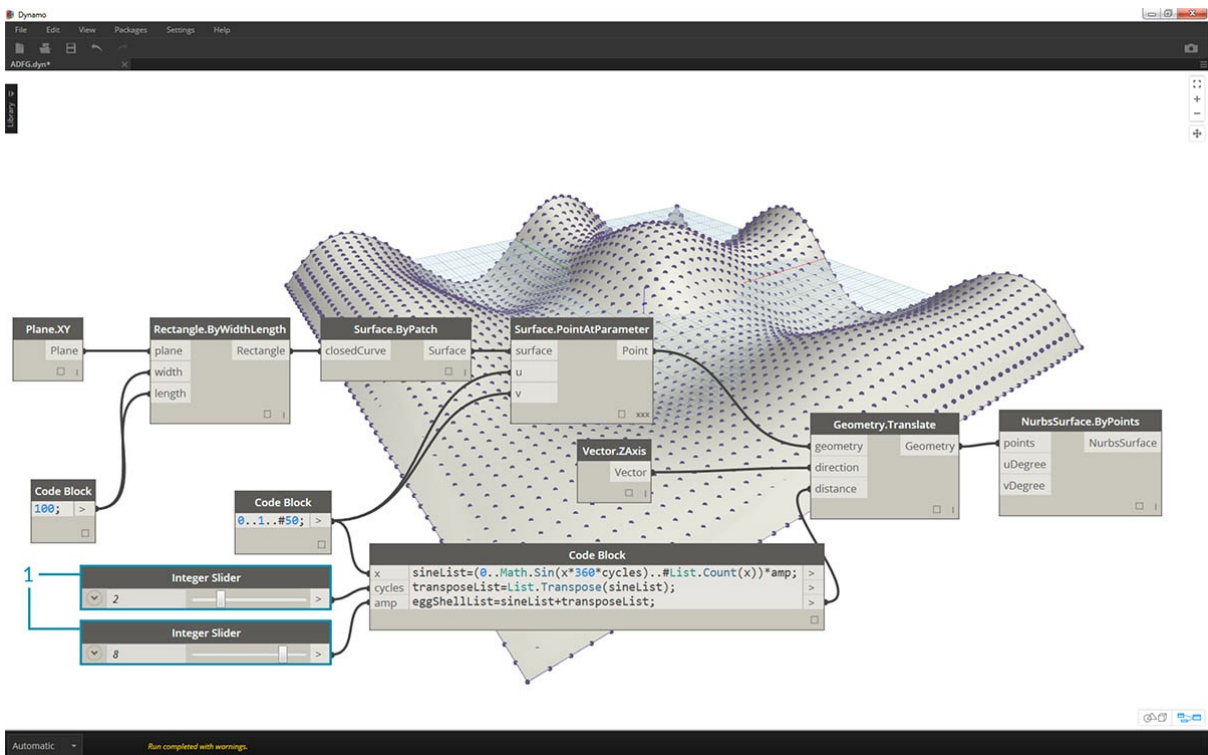 Dynamo
File Edit View Packages Settings Help
ADFG.dyn*
Library
Plane.XY
Plane
Rectangle.ByWidthLength
plane Rectangle
width
length
Surface.ByPatch
closedCurve Surface
Surface.PointAtParameter
surface Point
u
v
xxx
Vector.ZAxis
Vector
Geometry.Translate
geometry Geometry
direction
distance
NurbsSurface.ByPoints
points NurbsSurface
uDegree
vDegree
Code Block
100; >
Code Block
0..1..#50; >
Code Block
x sineList=(0..Math.Sin(x*360*cycles)..#List.Count(x))*amp; >
cycles transposeList=List.Transpose(sineList); >
amp eggShellList=sineList+transposeList; >
1
Integer Slider
2 >
Integer Slider
8 >
Automatic
Run completed with warnings.